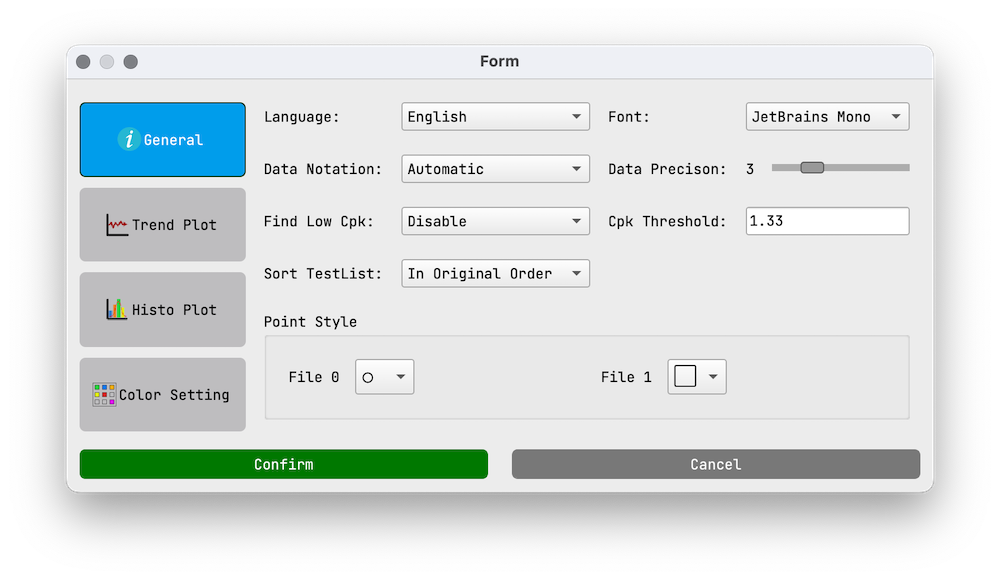 Form
General
Trend Plot
Histo Plot
Color Setting
Language: English Font: JetBrains Mono
Data Notation: Automatic Data Precison: 3
Find Low Cpk: Disable Cpk Threshold: 1.33
Sort TestList: In Original Order
Point Style
File 0 File 1
Confirm Cancel